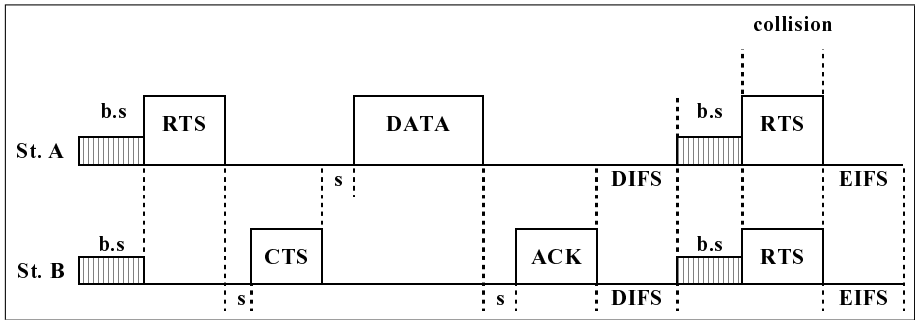 collision
b.s RTS DATA b.s RTS
St. A
s DIFS EIFS
b.s CTS ACK b.s RTS
St. B
s s DIFS EIFS